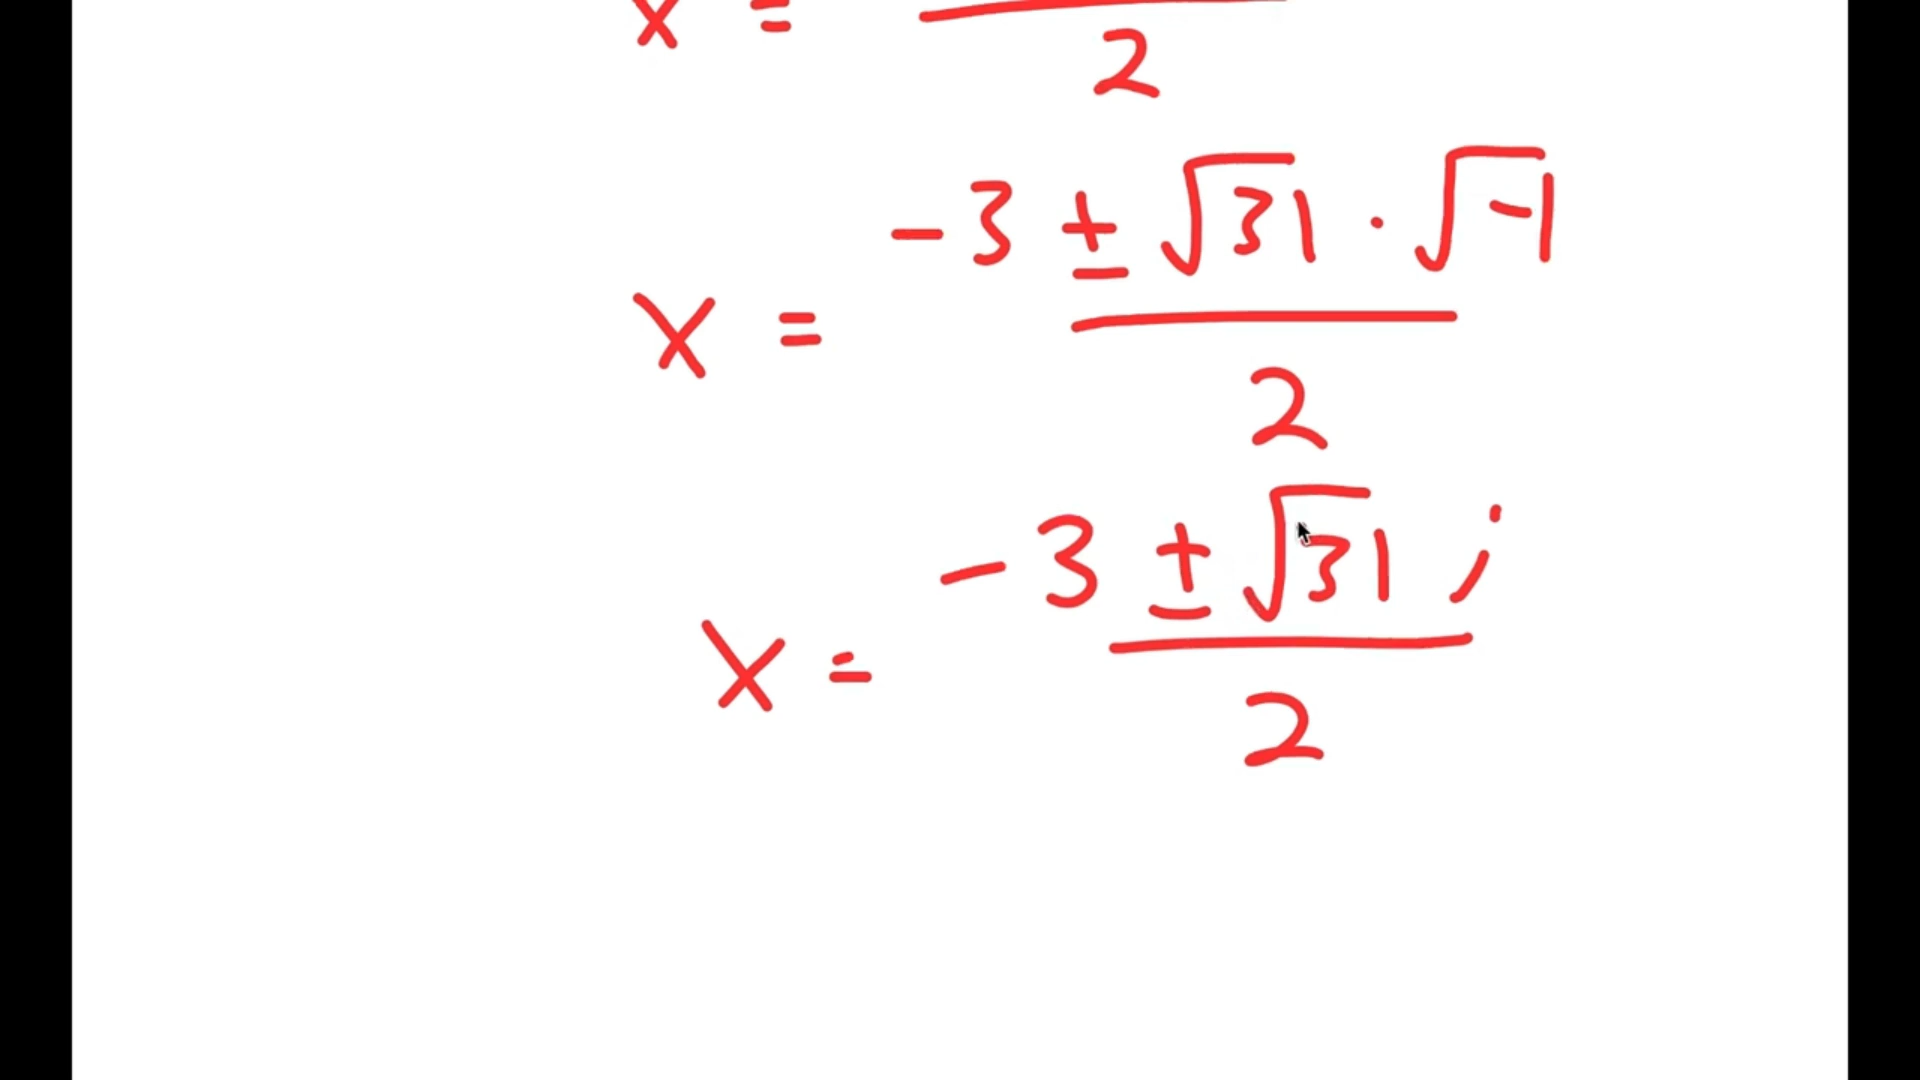 x =
2
-3 ± √31 · √-1
x =
2
-3 ± √31 i
x =
2